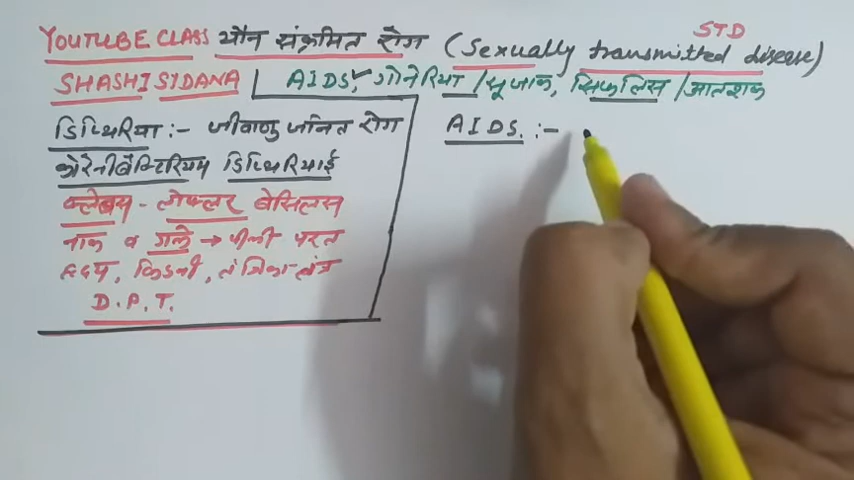 STD
YOUTUBE CLASS यौन संक्रमित रोग (Sexually transmitted disease)
SHASHI SIDANA AIDS, गोनेरिया/सूजाक, सिफलिस/आतशक
डिप्थिरिया :- जीवाणु जनित रोग
कोरेनीबैक्टिरियम डिप्थिरियाई
क्लेबस - लोफ्लर बेसिलस
नाक व गले → पीली परत
हृदय, किडनी, तंत्रिका-तंत्र
D.P.T.
AIDS. :-